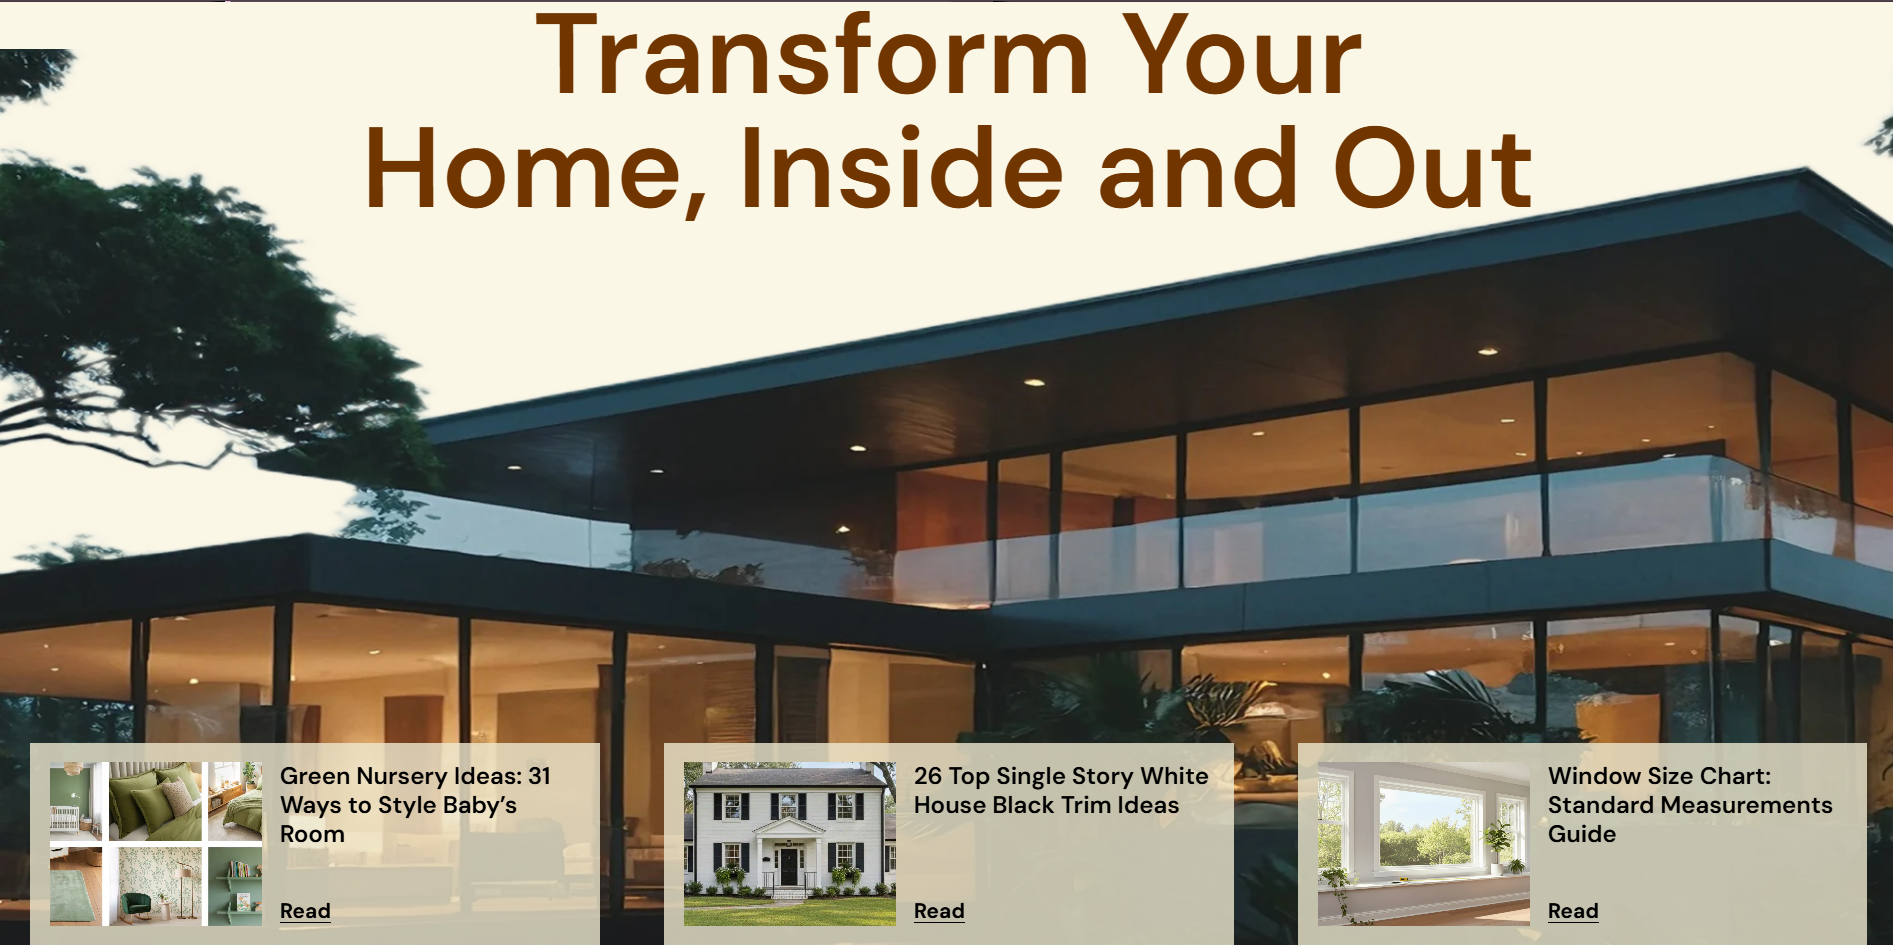 Transform Your
Home, Inside and Out
Green Nursery Ideas: 31
Ways to Style Baby’s
Room
Read
26 Top Single Story White
House Black Trim Ideas
Read
Window Size Chart:
Standard Measurements
Guide
Read